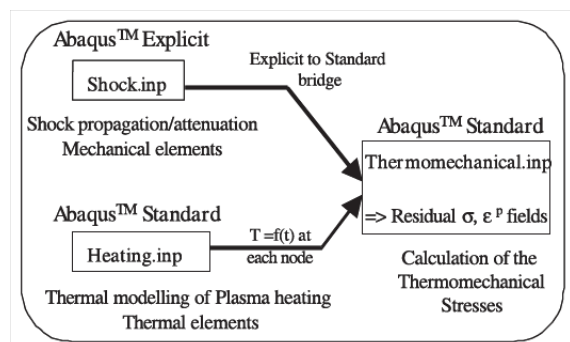 Abaqus™ Explicit
Shock.inp
Shock propagation/attenuation
Mechanical elements
Explicit to Standard
bridge
Abaqus™ Standard
Heating.inp
Thermal modelling of Plasma heating
Thermal elements
T =f(t) at
each node
Abaqus™ Standard
Thermomechanical.inp
=> Residual σ, ε ᵖ fields
Calculation of the
Thermomechanical
Stresses